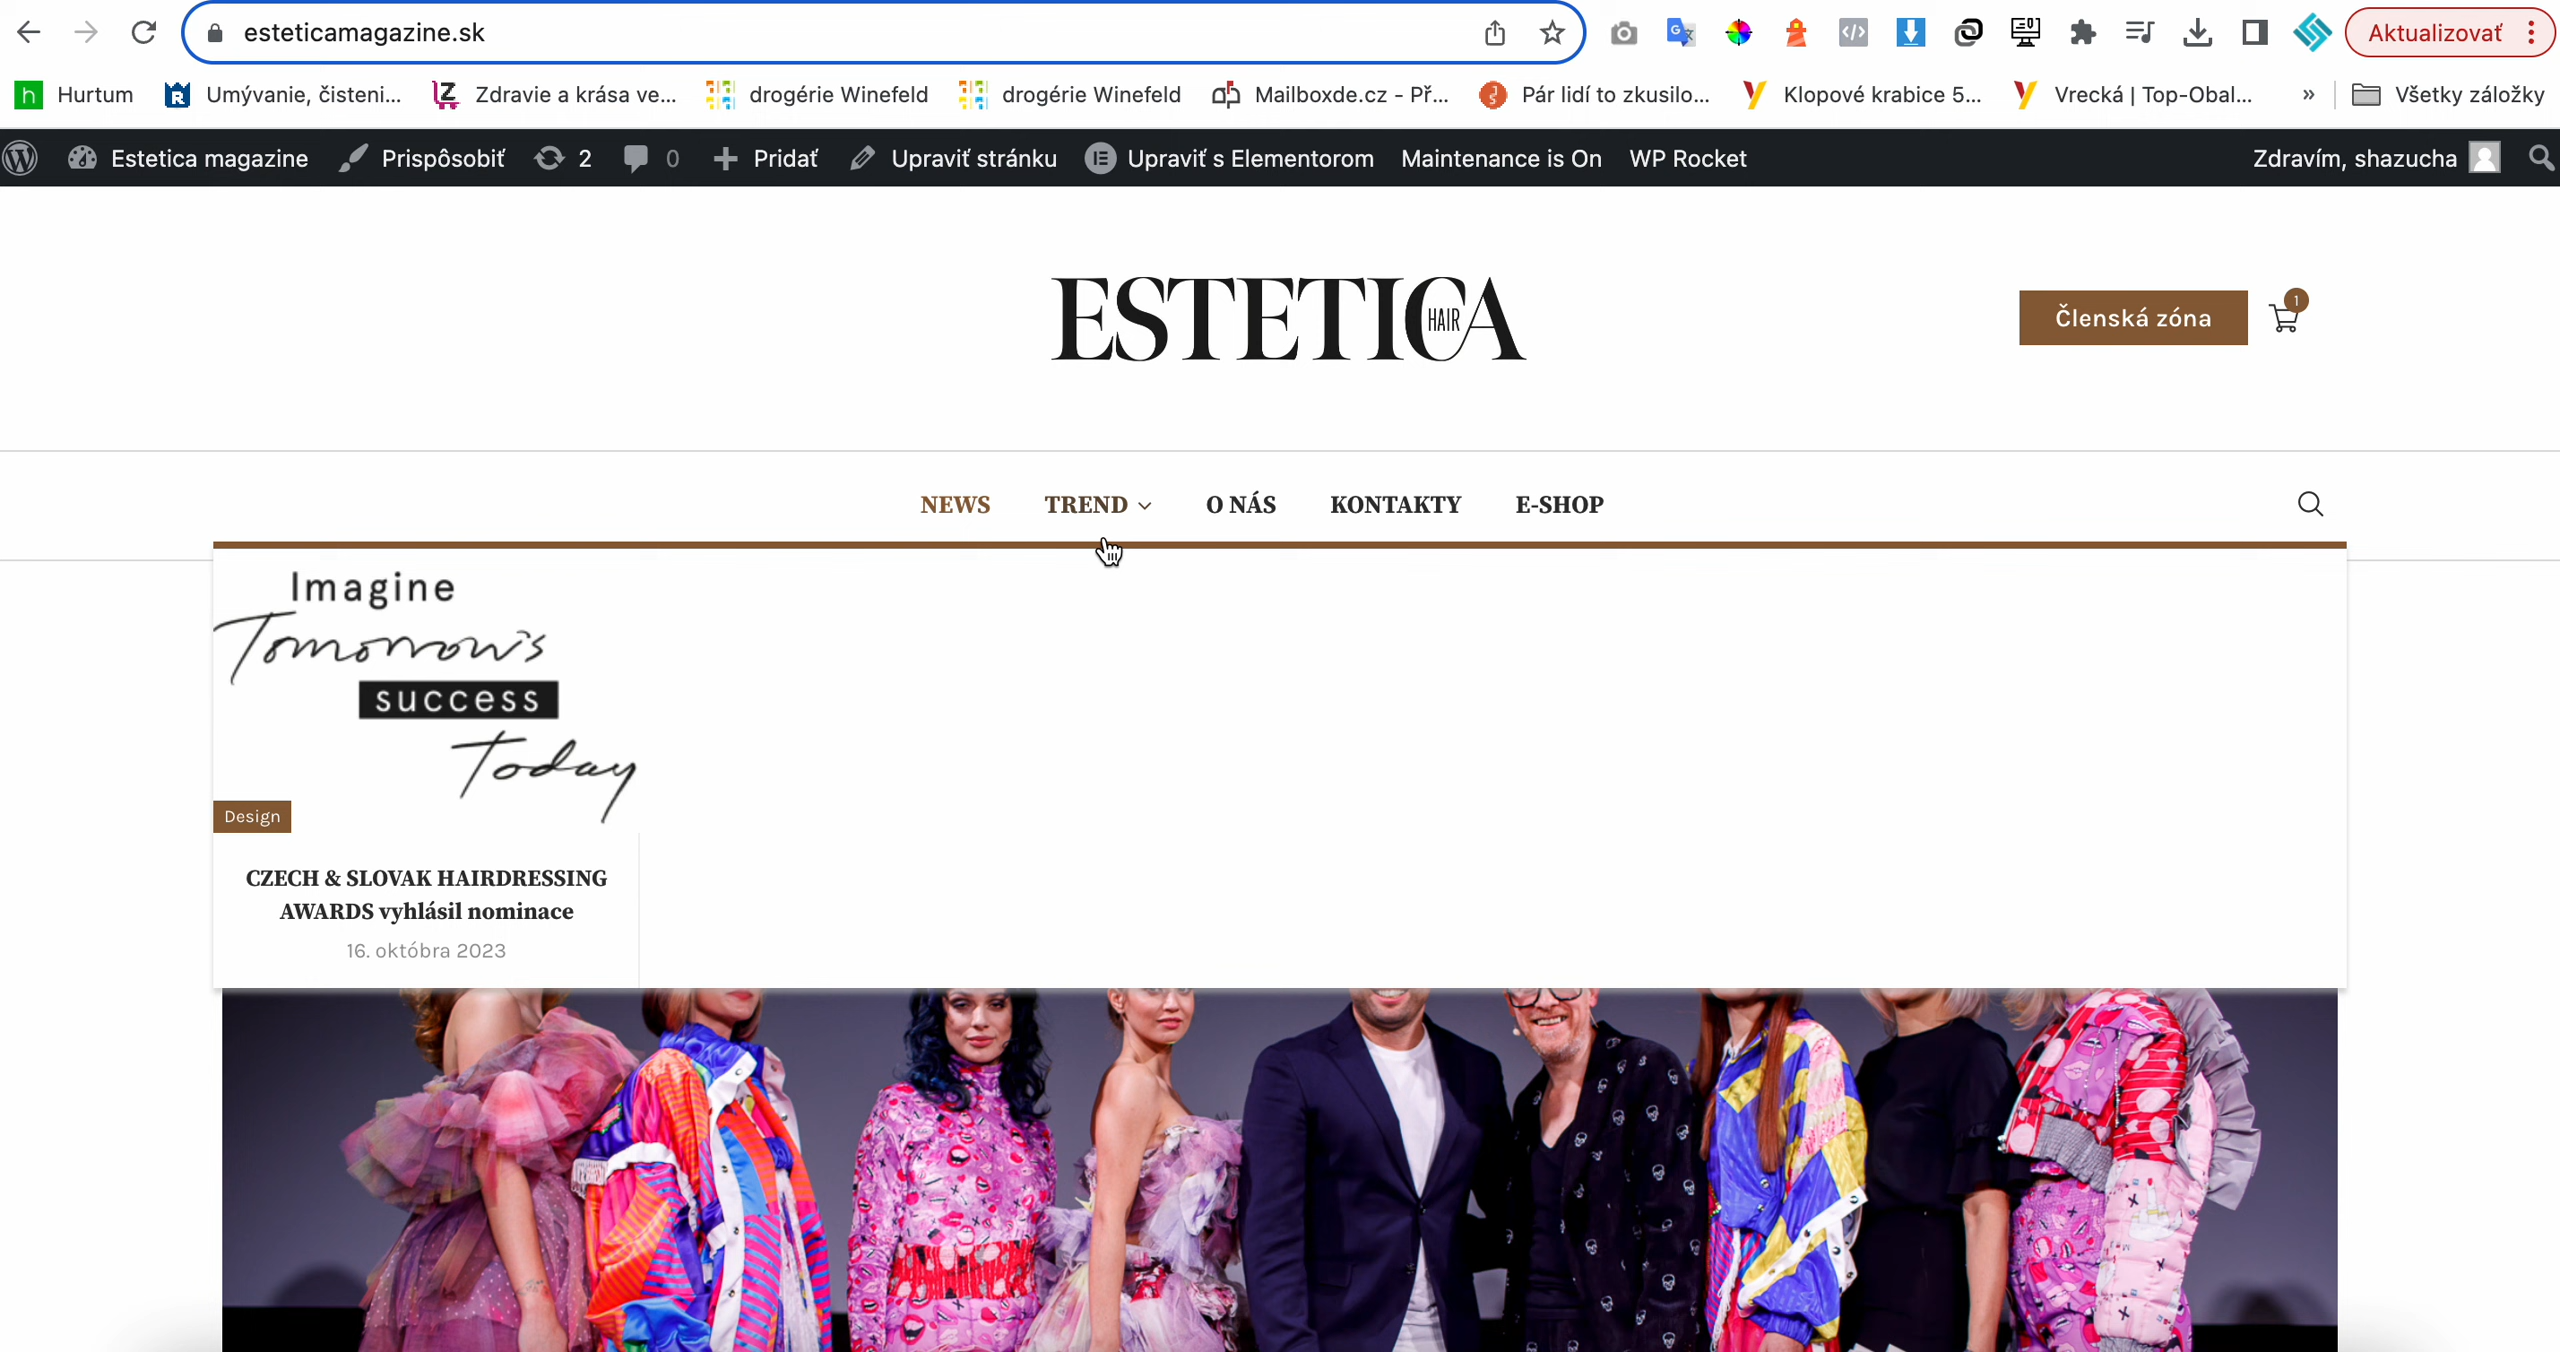 esteticamagazine.sk
Aktualizovať
Hurtum
Umývanie, čisteni...
Zdravie a krása ve...
drogérie Winefeld
drogérie Winefeld
Mailboxde.cz - Př...
Pár lidí to zkusilo...
Klopové krabice 5...
Vrecká | Top-Obal...
»
Všetky záložky
Estetica magazine
Prispôsobiť
2
0
Pridať
Upraviť stránku
Upraviť s Elementorom
Maintenance is On
WP Rocket
Zdravím, shazucha
ESTETICA
HAIR
Členská zóna
1
NEWS
TREND
O NÁS
KONTAKTY
E-SHOP
Imagine
Tomorrow's
success
Today
Design
CZECH & SLOVAK HAIRDRESSING
AWARDS vyhlásil nominace
16. októbra 2023